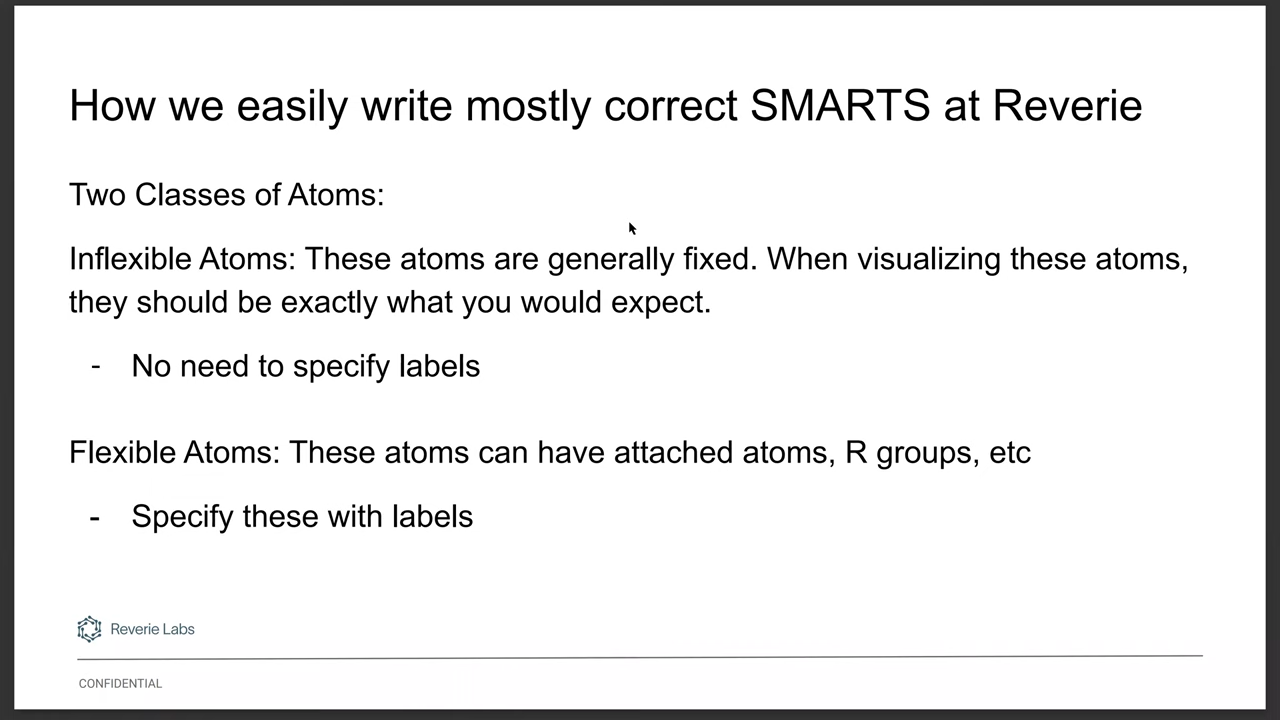 How we easily write mostly correct SMARTS at Reverie
Two Classes of Atoms:
Inflexible Atoms: These atoms are generally fixed. When visualizing these atoms,
they should be exactly what you would expect.
- No need to specify labels
Flexible Atoms: These atoms can have attached atoms, R groups, etc
- Specify these with labels
Reverie Labs
CONFIDENTIAL